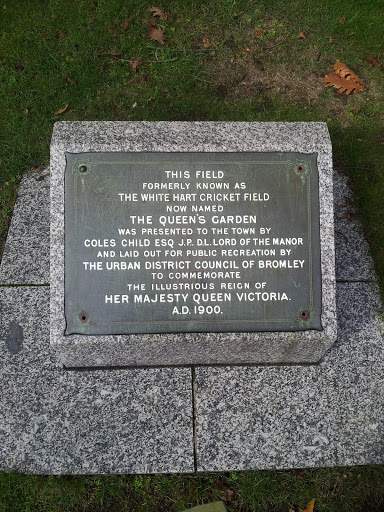 THIS FIELD
FORMERLY KNOWN AS
THE WHITE HART CRICKET FIELD
NOW NAMED
THE QUEEN'S GARDEN
WAS PRESENTED TO THE TOWN BY
COLES CHILD ESQ J.P. D.L. LORD OF THE MANOR
AND LAID OUT FOR PUBLIC RECREATION BY
THE URBAN DISTRICT COUNCIL OF BROMLEY
TO COMMEMORATE
THE ILLUSTRIOUS REIGN OF
HER MAJESTY QUEEN VICTORIA.
A.D. 1900.